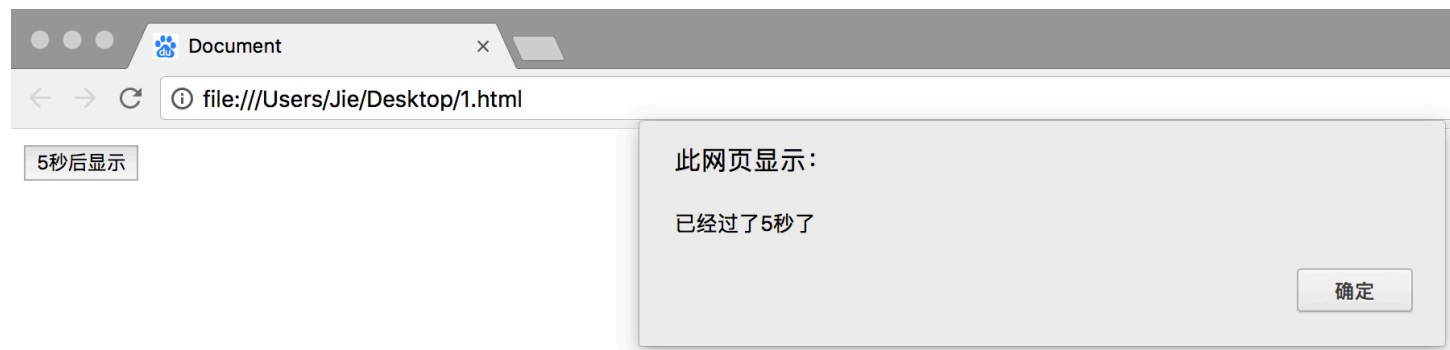 du Document
file:///Users/Jie/Desktop/1.html
5秒后显示
此网页显示：
已经过了5秒了
确定